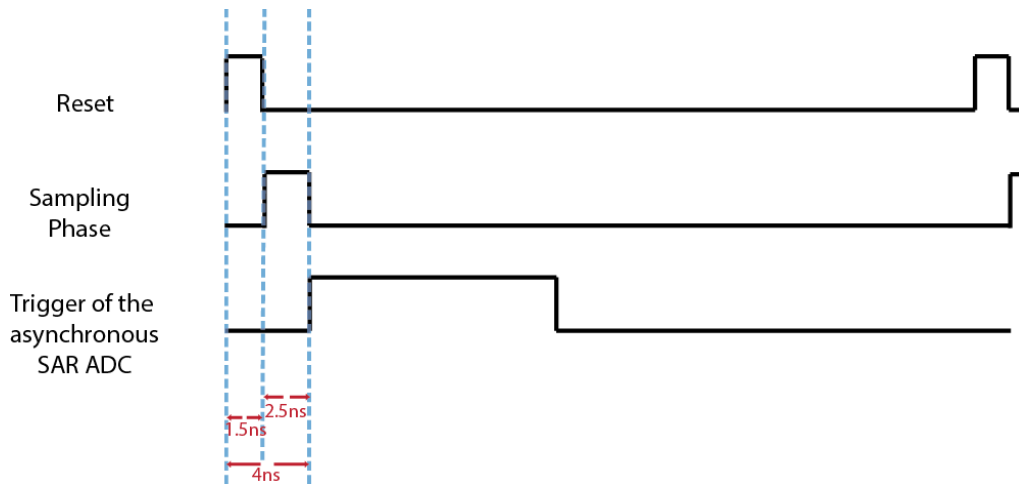 Reset
Sampling
Phase
Trigger of the
asynchronous
SAR ADC
2.5ns
1.5ns
4ns